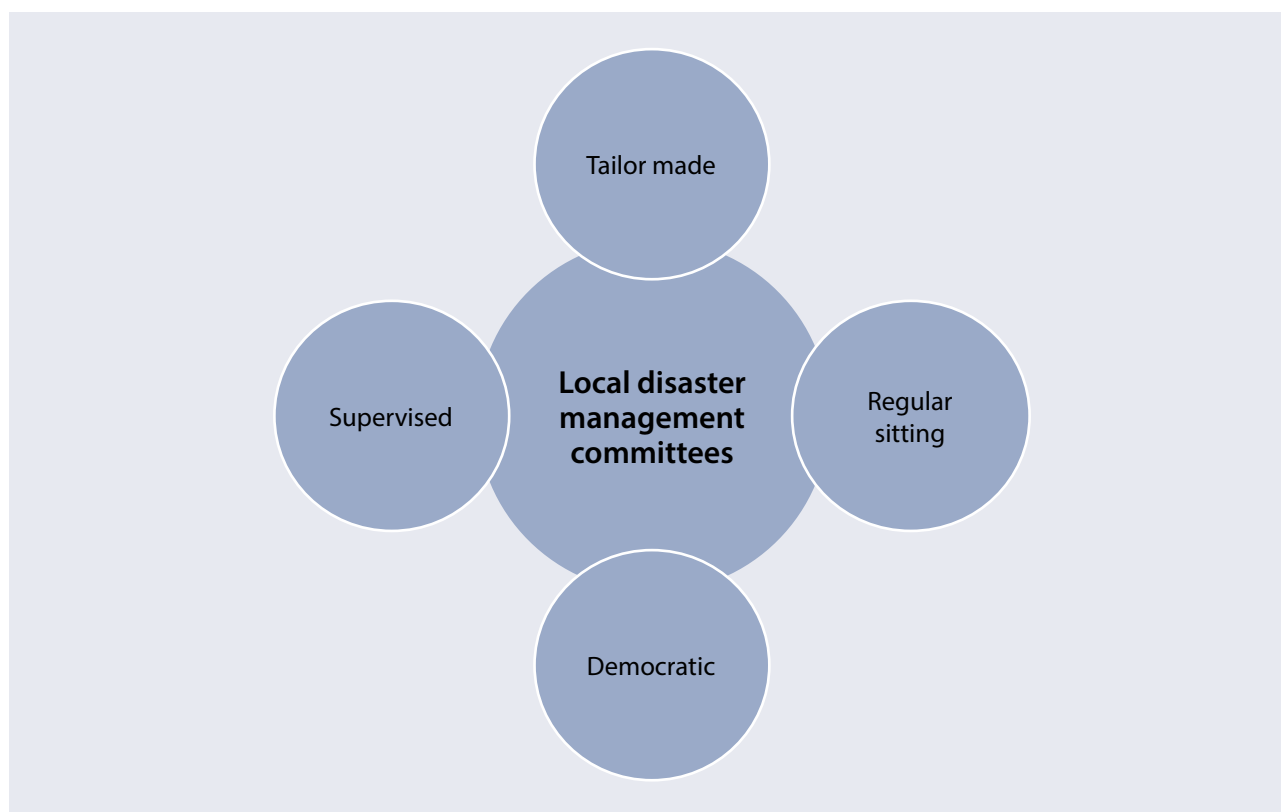 Tailor made
Supervised
Local disaster
management
committees
Regular
sitting
Democratic